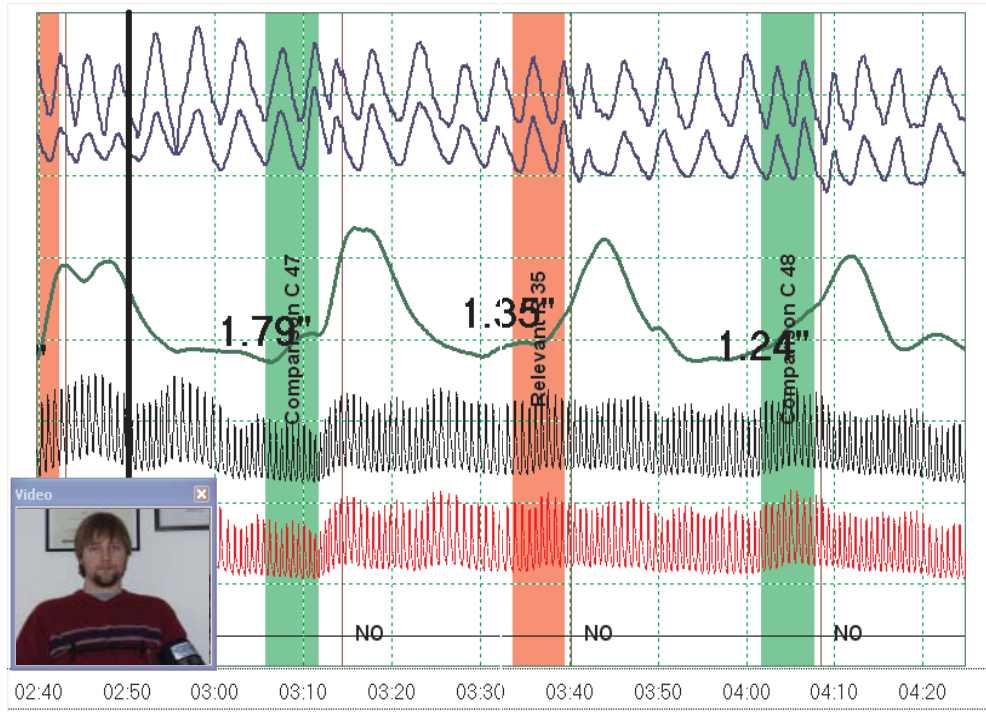 Comparison C 47
Relevant R 35
Comparison C 48
1.79"
1.35"
1.24"
"
Video
NO
NO
NO
02:40 02:50 03:00 03:10 03:20 03:30 03:40 03:50 04:00 04:10 04:20